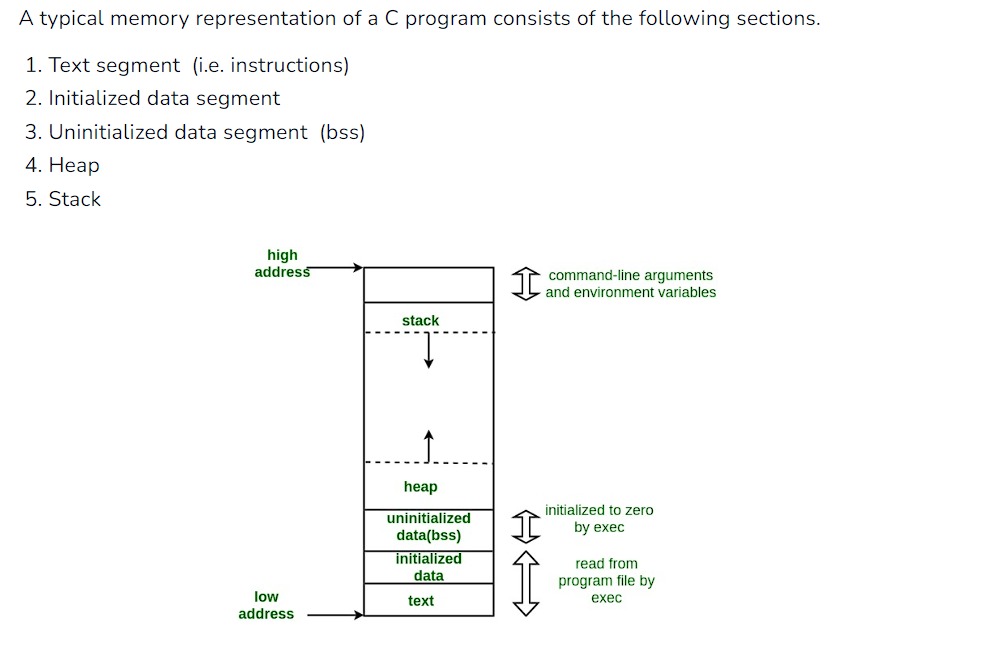 A typical memory representation of a C program consists of the following sections.
1. Text segment  (i.e. instructions)
2. Initialized data segment
3. Uninitialized data segment  (bss)
4. Heap
5. Stack
high
address
command-line arguments
and environment variables
stack
heap
uninitialized
data(bss)
initialized to zero
by exec
initialized
data
read from
program file by
exec
text
low
address